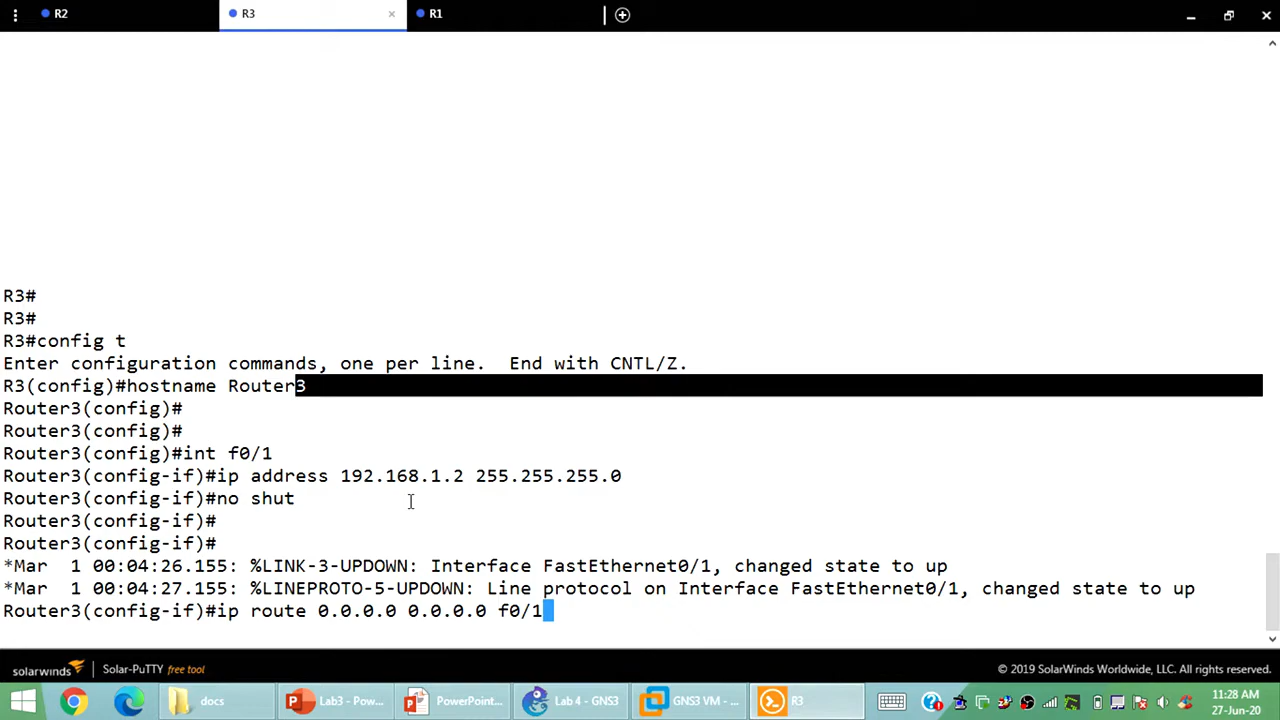 R2
R3
R1
R3#
R3#
R3#config t
Enter configuration commands, one per line.  End with CNTL/Z.
R3(config)#hostname Router3
Router3(config)#
Router3(config)#
Router3(config)#int f0/1
Router3(config-if)#ip address 192.168.1.2 255.255.255.0
Router3(config-if)#no shut
Router3(config-if)#
Router3(config-if)#
*Mar  1 00:04:26.155: %LINK-3-UPDOWN: Interface FastEthernet0/1, changed state to up
*Mar  1 00:04:27.155: %LINEPROTO-5-UPDOWN: Line protocol on Interface FastEthernet0/1, changed state to up
Router3(config-if)#ip route 0.0.0.0 0.0.0.0 f0/1
solarwinds
Solar-PuTTY free tool
© 2019 SolarWinds Worldwide, LLC. All rights reserved.
docs
Lab3 - Pow...
PowerPoint...
Lab 4 - GNS3
GNS3 VM - ...
R3
11:28 AM
27-Jun-20